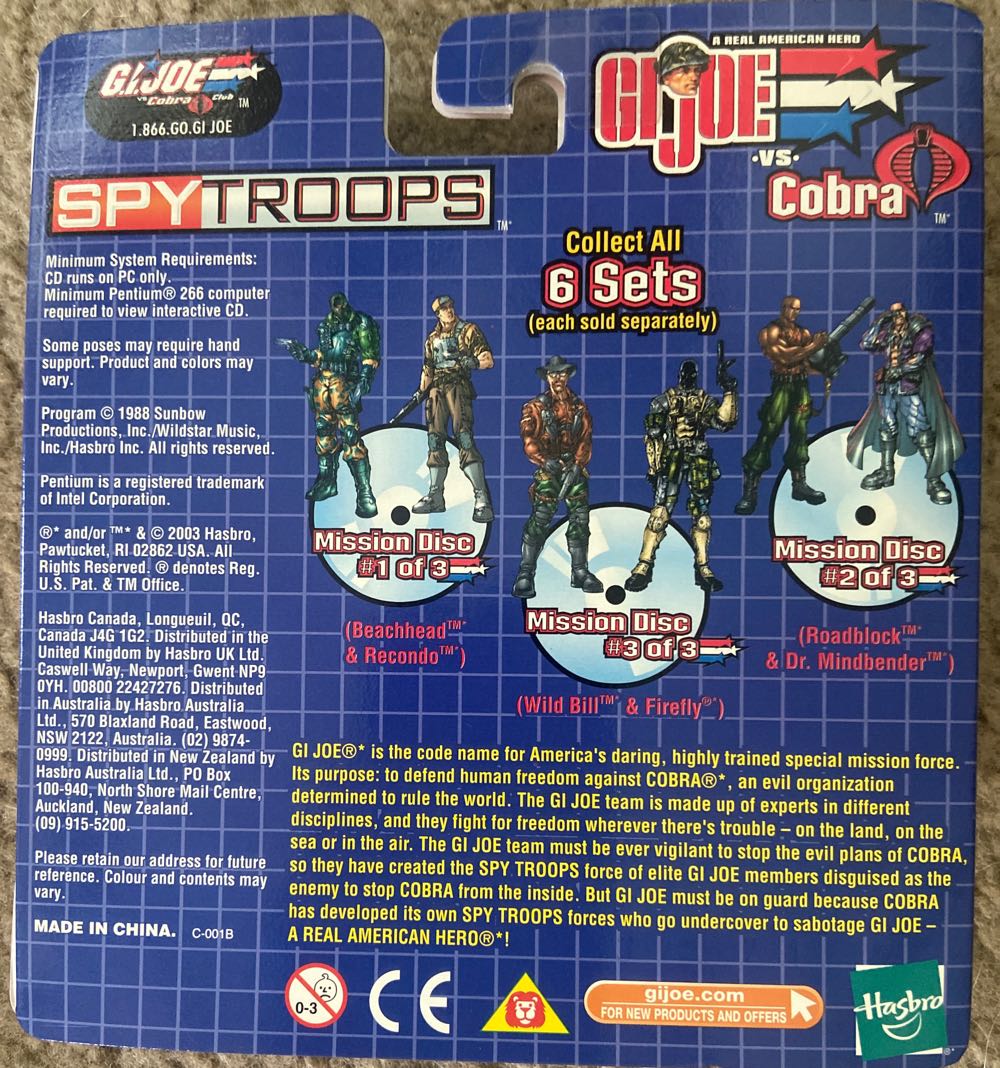 G.I. JOE
vs Cobra Club TM
1.866.GO.GI JOE
A REAL AMERICAN HERO
GI JOE
·VS·
Cobra
TM*
SPY TROOPS TM*
Minimum System Requirements:
CD runs on PC only.
Minimum Pentium® 266 computer
required to view interactive CD.
Some poses may require hand
support. Product and colors may
vary.
Program © 1988 Sunbow
Productions, Inc./Wildstar Music,
Inc./Hasbro Inc. All rights reserved.
Pentium is a registered trademark
of Intel Corporation.
®* and/or ™* & © 2003 Hasbro,
Pawtucket, RI 02862 USA. All
Rights Reserved. ® denotes Reg.
U.S. Pat. & TM Office.
Hasbro Canada, Longueuil, QC,
Canada J4G 1G2. Distributed in the
United Kingdom by Hasbro UK Ltd.
Caswell Way, Newport, Gwent NP9
0YH. 00800 22427276. Distributed
in Australia by Hasbro Australia
Ltd., 570 Blaxland Road, Eastwood,
NSW 2122, Australia. (02) 9874-
0999. Distributed in New Zealand by
Hasbro Australia Ltd., PO Box
100-940, North Shore Mail Centre,
Auckland, New Zealand.
(09) 915-5200.
Please retain our address for future
reference. Colour and contents may
vary.
MADE IN CHINA. C-001B
Collect All
6 Sets
(each sold separately)
Mission Disc
#1 of 3
(Beachhead™*
& Recondo™*)
Mission Disc
#3 of 3
(Wild Bill™* & Firefly®*)
Mission Disc
#2 of 3
(Roadblock™*
& Dr. Mindbender™*)
GI JOE®* is the code name for America's daring, highly trained special mission force.
Its purpose: to defend human freedom against COBRA®*, an evil organization
determined to rule the world. The GI JOE team is made up of experts in different
disciplines, and they fight for freedom wherever there's trouble – on the land, on the
sea or in the air. The GI JOE team must be ever vigilant to stop the evil plans of COBRA,
so they have created the SPY TROOPS force of elite GI JOE members disguised as the
enemy to stop COBRA from the inside. But GI JOE must be on guard because COBRA
has developed its own SPY TROOPS forces who go undercover to sabotage GI JOE –
A REAL AMERICAN HERO®*!
0-3
CE
gijoe.com
FOR NEW PRODUCTS AND OFFERS
Hasbro
®*